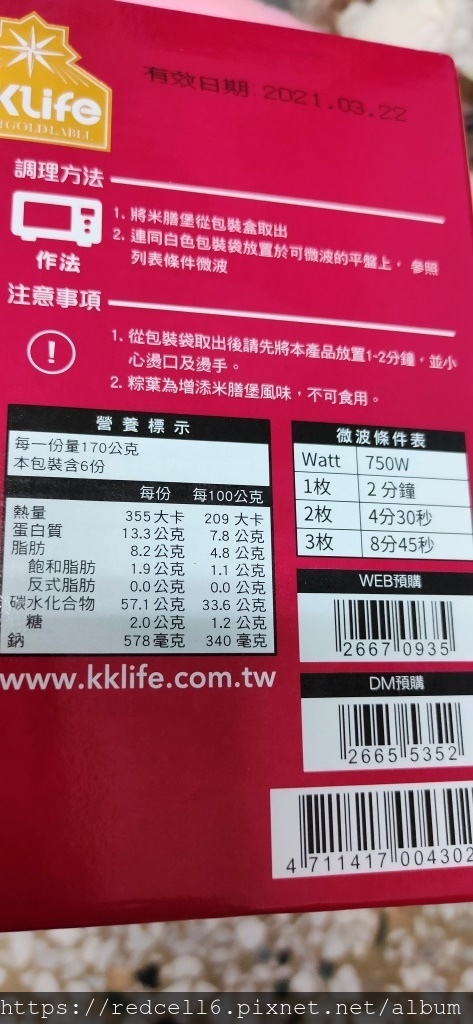 KLife
GOLD LABEL
有效日期:2021.03.22
調理方法
1. 將米膳堡從包裝盒取出
2. 連同白色包裝袋放置於可微波的平盤上, 參照
列表條件微波
作法
注意事項
1. 從包裝袋取出後請先將本產品放置1-2分鐘,並小
心燙口及燙手。
2. 粽葉為增添米膳堡風味,不可食用。
營養標示
每一份量170公克
本包裝含6份
每份 每100公克
熱量 355大卡 209 大卡
蛋白質 13.3公克 7.8 公克
脂肪 8.2公克 4.8 公克
飽和脂肪 1.9公克 1.1 公克
反式脂肪 0.0公克 0.0 公克
碳水化合物 57.1公克 33.6 公克
糖 2.0公克 1.2 公克
鈉 578毫克 340 毫克
微波條件表
Watt 750W
1枚 2分鐘
2枚 4分30秒
3枚 8分45秒
WEB預購
2667 0935
DM預購
2665 5352
www.kklife.com.tw
4 711417 004302
https://redcell6.pixnet.net/album